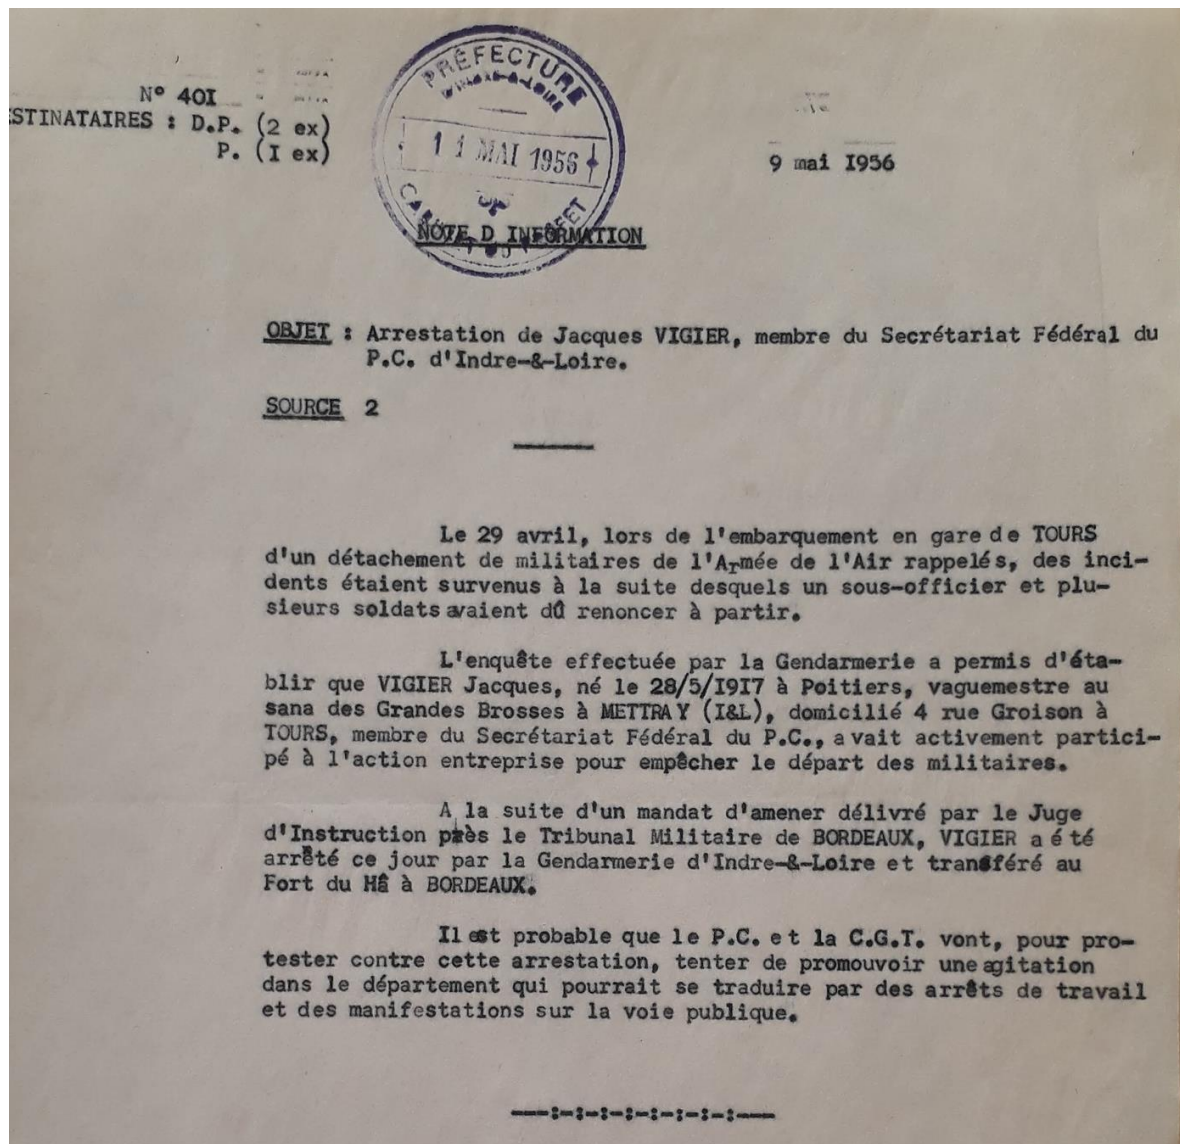 N° 40I
ESTINATAIRES : D.P. (2 ex)
P. (I ex)
PRÉFECTURE
D'INDRE-&-LOIRE
11 MAI 1956
CABINET DU PRÉFET
9 mai I956
NOTE D INFORMATION
OBJET : Arrestation de Jacques VIGIER, membre du Secrétariat Fédéral du
P.C. d'Indre-&-Loire.
SOURCE 2
Le 29 avril, lors de l'embarquement en gare de TOURS
d'un détachement de militaires de l'Armée de l'Air rappelés, des inci-
dents étaient survenus à la suite desquels un sous-officier et plu-
sieurs soldats avaient dû renoncer à partir.
L'enquête effectuée par la Gendarmerie a permis d'éta-
blir que VIGIER Jacques, né le 28/5/I9I7 à Poitiers, vaguemestre au
sana des Grandes Brosses à METTRAY (I&L), domicilié 4 rue Groison à
TOURS, membre du Secrétariat Fédéral du P.C., avait activement partici-
pé à l'action entreprise pour empêcher le départ des militaires.
A la suite d'un mandat d'amener délivré par le Juge
d'Instruction près le Tribunal Militaire de BORDEAUX, VIGIER a été
arrêté ce jour par la Gendarmerie d'Indre-&-Loire et transféré au
Fort du Hâ à BORDEAUX.
Il est probable que le P.C. et la C.G.T. vont, pour pro-
tester contre cette arrestation, tenter de promouvoir une agitation
dans le département qui pourrait se traduire par des arrêts de travail
et des manifestations sur la voie publique.